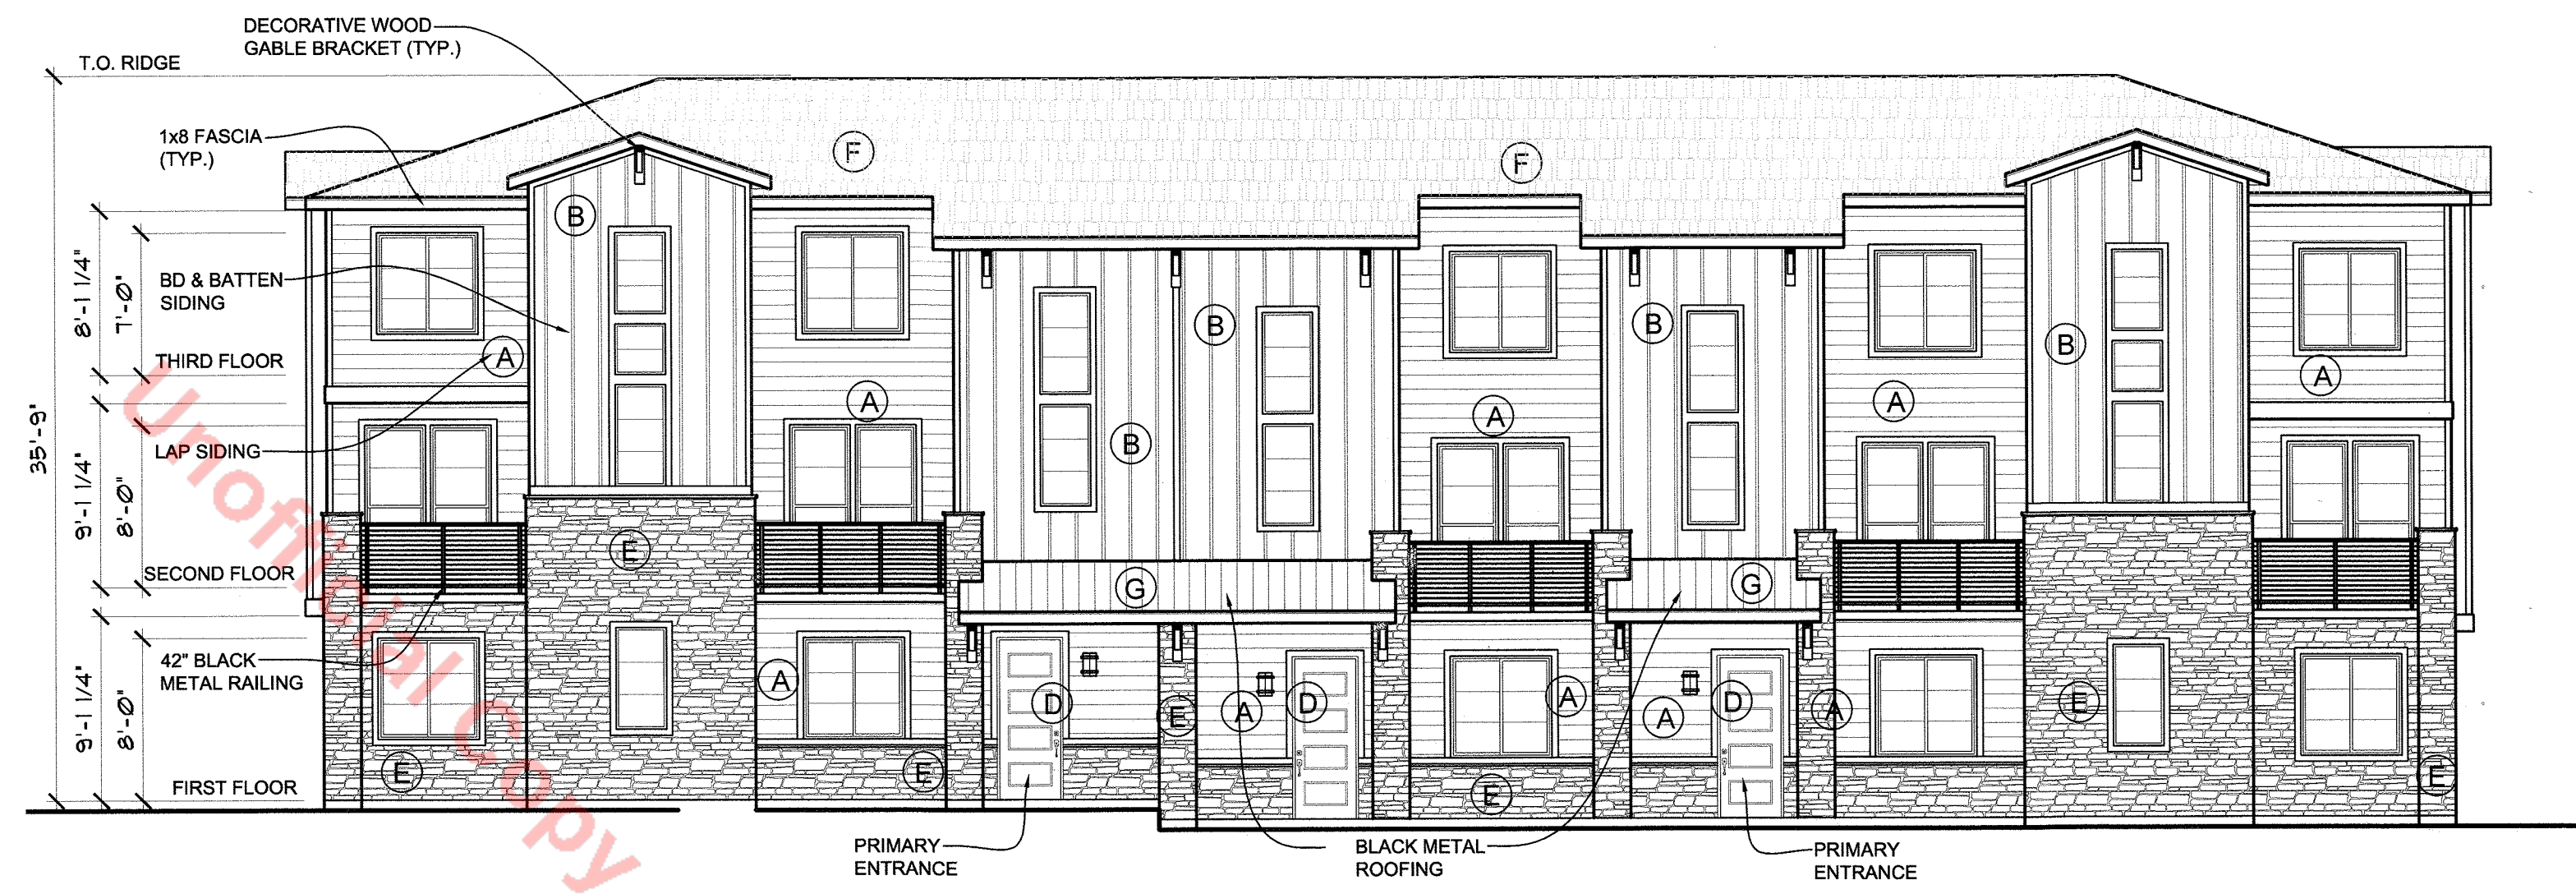 DECORATIVE WOOD
GABLE BRACKET (TYP.)
T.O. RIDGE
1x8 FASCIA
(TYP.)
F
F
B
BD & BATTEN
SIDING
8'-1 1/4"
7'-0"
B
B
B
THIRD FLOOR
A
A
A
A
A
B
35'-9"
LAP SIDING
9'-1 1/4"
8'-0"
E
SECOND FLOOR
G
G
42" BLACK
METAL RAILING
9'-1 1/4"
8'-0"
A
D
E
A
D
A
A
D
A
E
E
E
E
E
FIRST FLOOR
PRIMARY
ENTRANCE
BLACK METAL
ROOFING
PRIMARY
ENTRANCE
B
Unofficial Copy